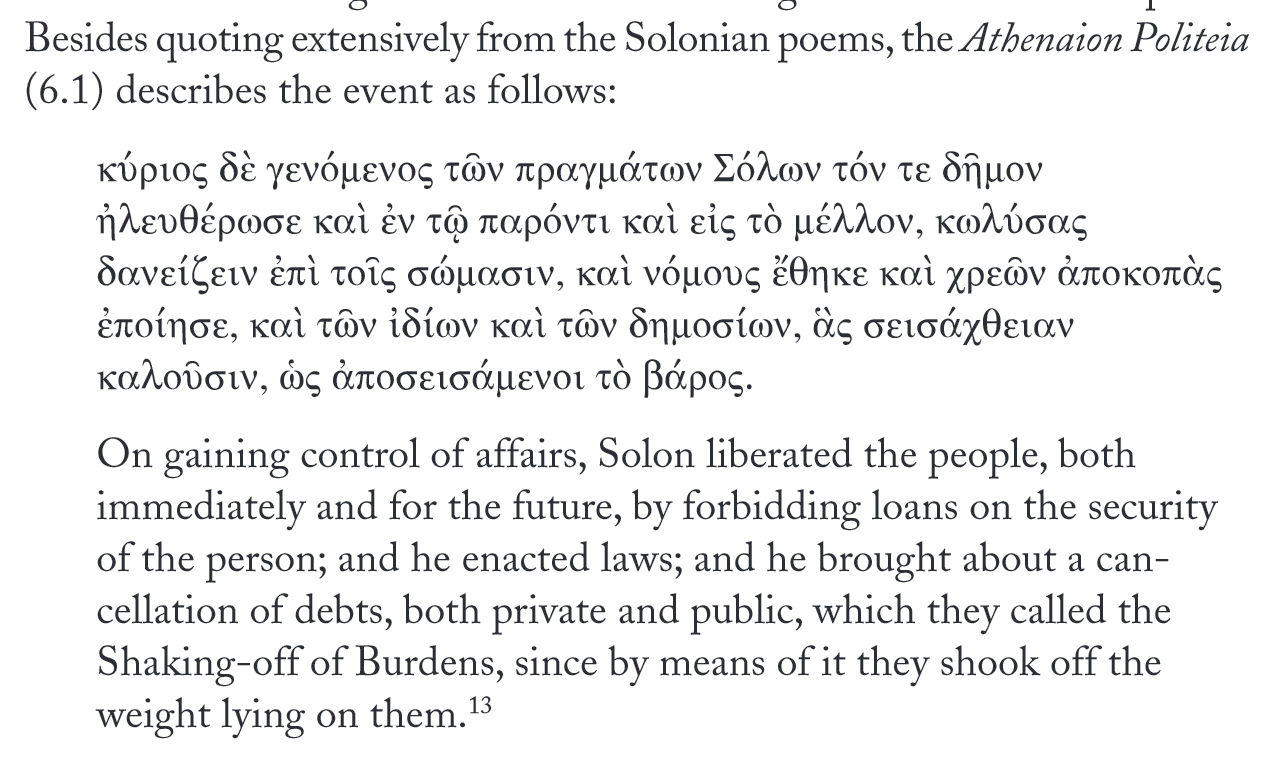 Besides quoting extensively from the Solonian poems, the Athenaion Politeia
(6.1) describes the event as follows:
κύριος δὲ γενόμενος τῶν πραγμάτων Σόλων τόν τε δῆμον
ἠλευθέρωσε καὶ ἐν τῷ παρόντι καὶ εἰς τὸ μέλλον, κωλύσας
δανείζειν ἐπὶ τοῖς σώμασιν, καὶ νόμους ἔθηκε καὶ χρεῶν ἀποκοπὰς
ἐποίησε, καὶ τῶν ἰδίων καὶ τῶν δημοσίων, ἃς σεισάχθειαν
καλοῦσιν, ὡς ἀποσεισάμενοι τὸ βάρος.
On gaining control of affairs, Solon liberated the people, both
immediately and for the future, by forbidding loans on the security
of the person; and he enacted laws; and he brought about a can-
cellation of debts, both private and public, which they called the
Shaking-off of Burdens, since by means of it they shook off the
weight lying on them.¹³